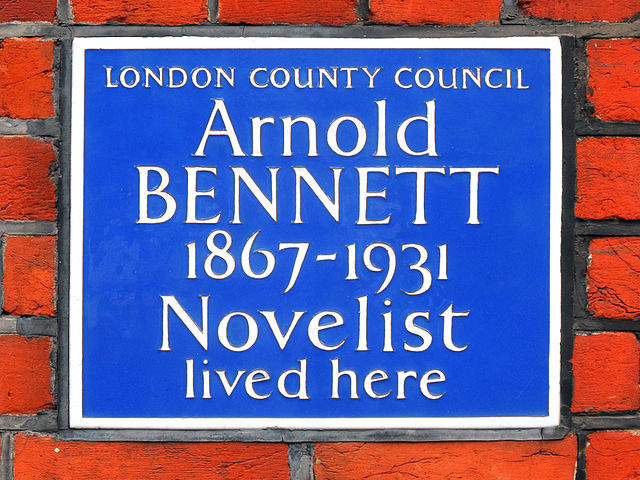 LONDON COUNTY COUNCIL
Arnold
BENNETT
1867-1931
Novelist
lived here